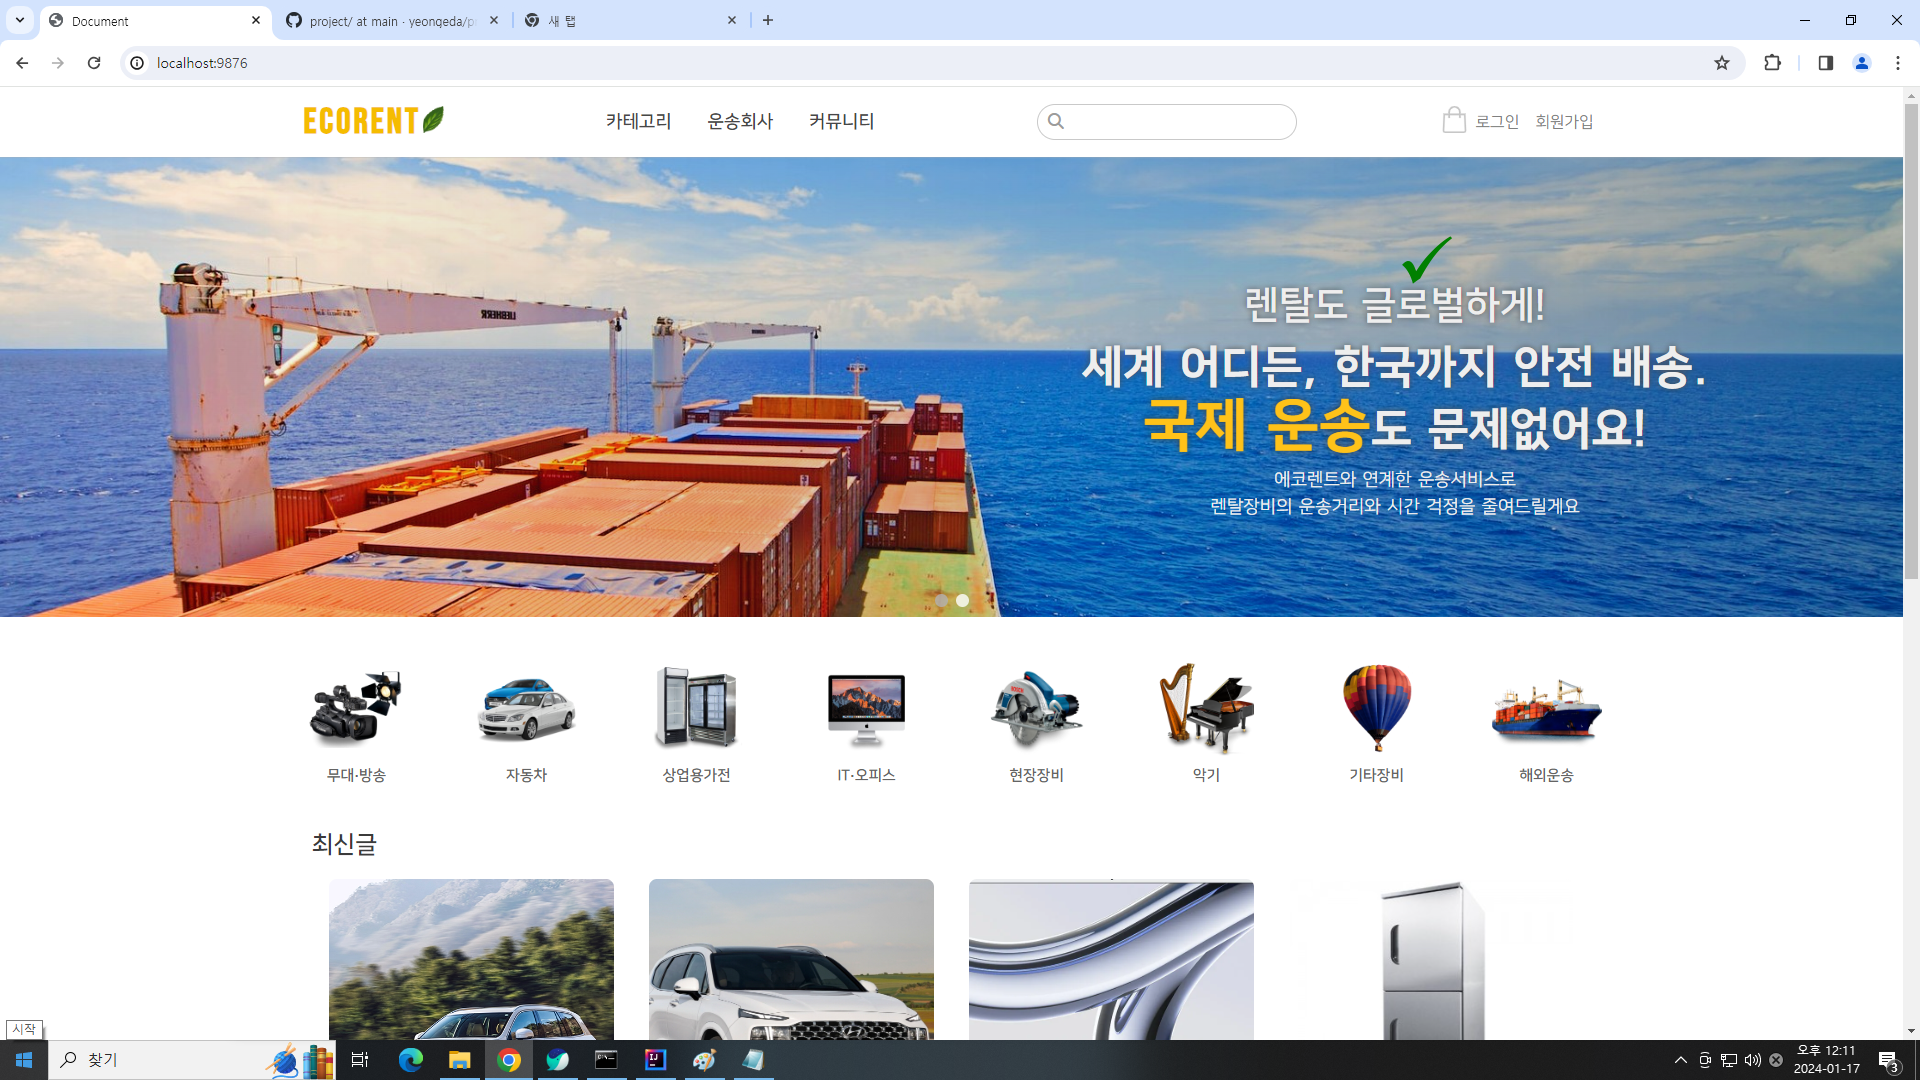 Document
project/ at main · yeongeda/p
새 탭
localhost:9876
ECORENT
카테고리
운송회사
커뮤니티
로그인
회원가입
LIEBHERR
렌탈도 글로벌하게!
세계 어디든, 한국까지 안전 배송.
국제 운송도 문제없어요!
에코렌트와 연계한 운송서비스로
렌탈장비의 운송거리와 시간 걱정을 줄여드릴게요
무대·방송
자동차
상업용가전
IT·오피스
현장장비
악기
기타장비
해외운송
최신글
시작
찾기
오후 12:11
2024-01-17
3